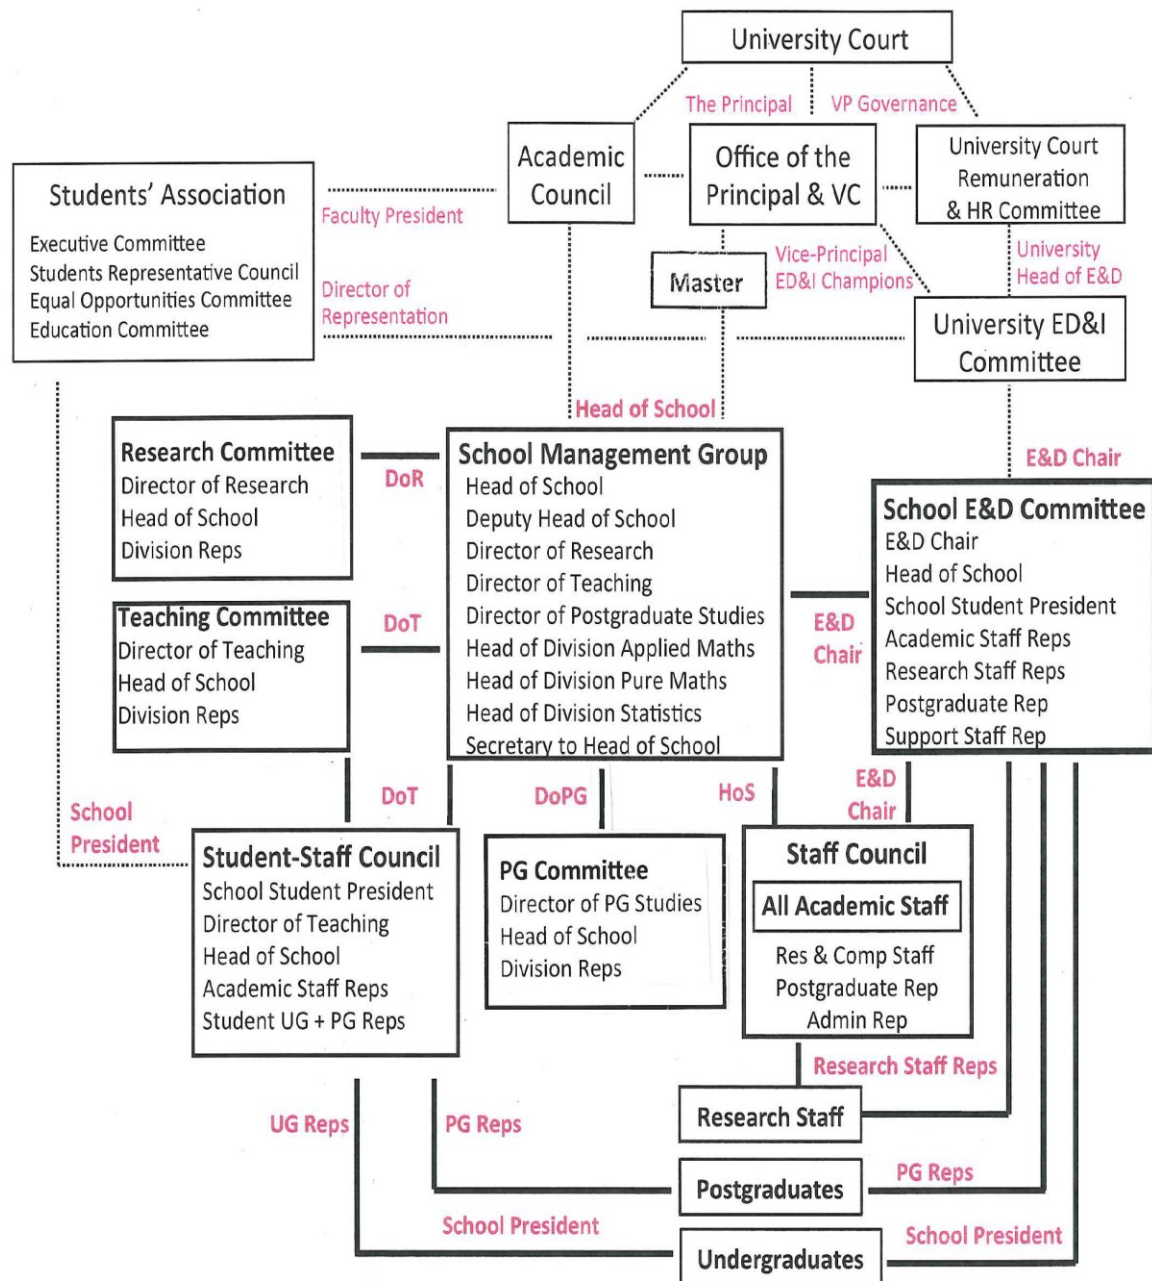 University Court
The Principal
VP Governance
Academic
Council
Office of the
Principal & VC
University Court
Remuneration
& HR Committee
Students' Association
Executive Committee
Students Representative Council
Equal Opportunities Committee
Education Committee
Faculty President
Director of
Representation
Master
Vice-Principal
ED&I Champions
University
Head of E&D
University ED&I
Committee
Head of School
E&D Chair
Research Committee
Director of Research
Head of School
Division Reps
DoR
School Management Group
Head of School
Deputy Head of School
Director of Research
Director of Teaching
Director of Postgraduate Studies
Head of Division Applied Maths
Head of Division Pure Maths
Head of Division Statistics
Secretary to Head of School
School E&D Committee
E&D Chair
Head of School
School Student President
Academic Staff Reps
Research Staff Reps
Postgraduate Rep
Support Staff Rep
Teaching Committee
Director of Teaching
Head of School
Division Reps
DoT
E&D
Chair
School
President
DoT
DoPG
HoS
E&D
Chair
Student-Staff Council
School Student President
Director of Teaching
Head of School
Academic Staff Reps
Student UG + PG Reps
PG Committee
Director of PG Studies
Head of School
Division Reps
Staff Council
All Academic Staff
Res & Comp Staff
Postgraduate Rep
Admin Rep
Research Staff Reps
UG Reps
PG Reps
Research Staff
Postgraduates
PG Reps
School President
Undergraduates
School President